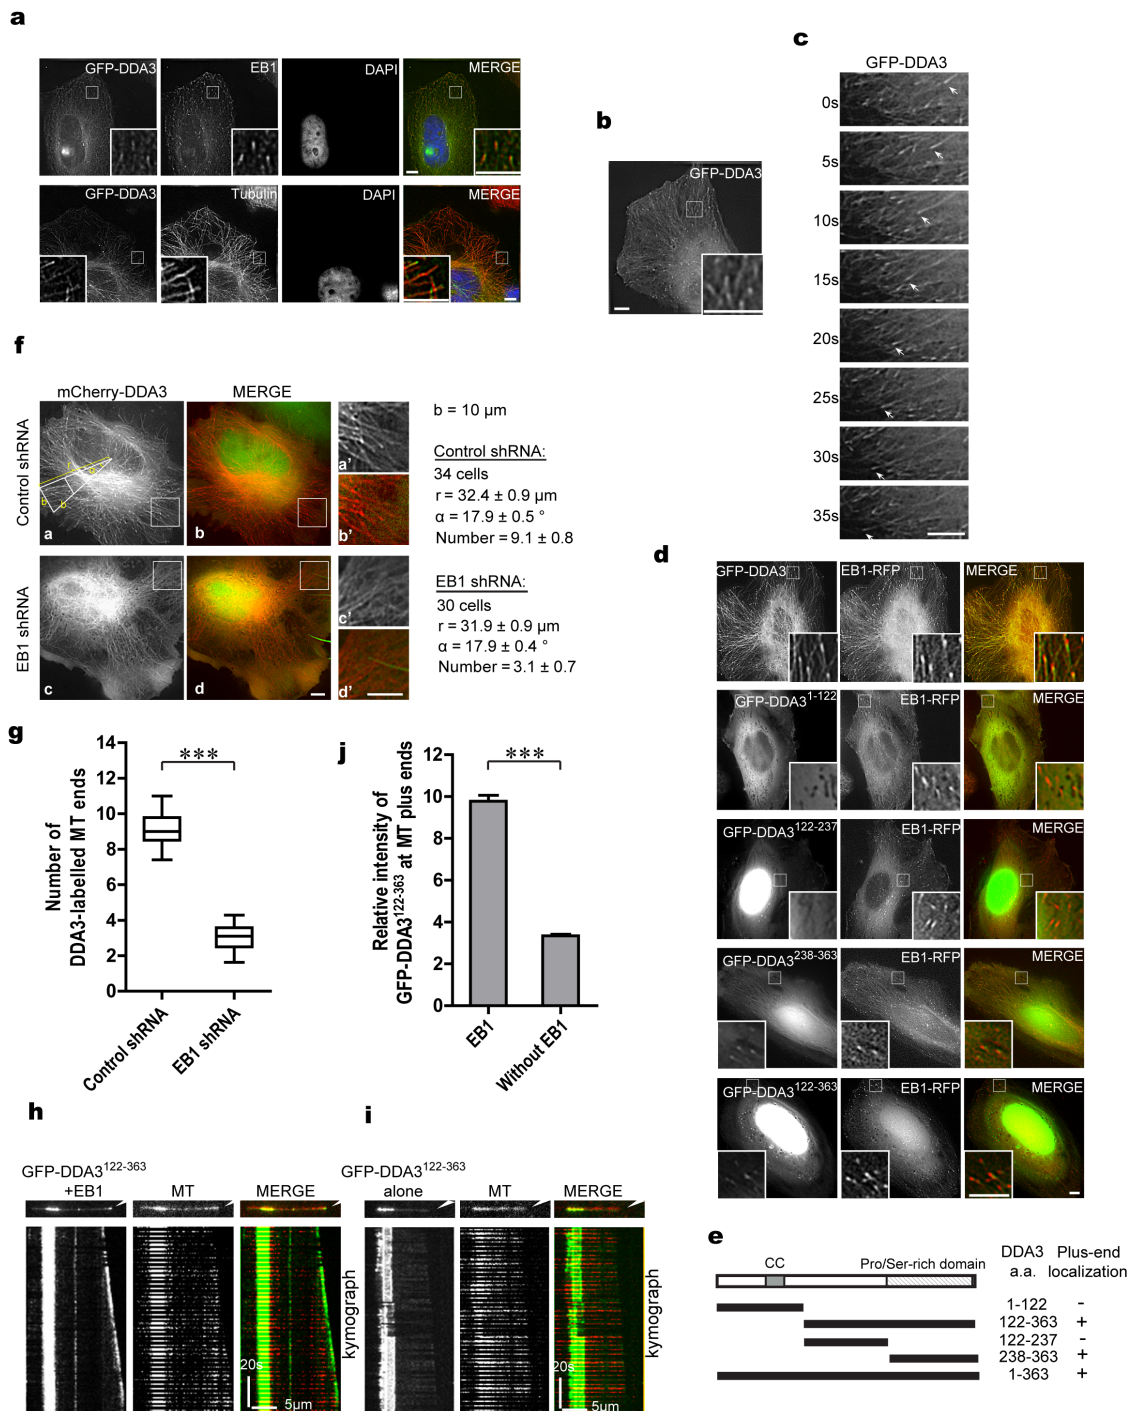 a
GFP-DDA3 EB1 DAPI MERGE
GFP-DDA3 Tubulin DAPI MERGE
b
GFP-DDA3
c
GFP-DDA3
0s
5s
10s
15s
20s
25s
30s
35s
f
mCherry-DDA3 MERGE
Control shRNA
EB1 shRNA
r
α
b
b
a b a' b'
c d c' d'
b = 10 µm
Control shRNA:
34 cells
r = 32.4 ± 0.9 µm
α = 17.9 ± 0.5 °
Number = 9.1 ± 0.8
EB1 shRNA:
30 cells
r = 31.9 ± 0.9 µm
α = 17.9 ± 0.4 °
Number = 3.1 ± 0.7
d
GFP-DDA3 EB1-RFP MERGE
GFP-DDA3 1-122 EB1-RFP MERGE
GFP-DDA3 122-237 EB1-RFP MERGE
GFP-DDA3 238-363 EB1-RFP MERGE
GFP-DDA3 122-363 EB1-RFP MERGE
g
Number of
DDA3-labelled MT ends
14
12
10
8
6
4
2
0
***
Control shRNA
EB1 shRNA
j
Relative intensity of
GFP-DDA3 122-363 at MT plus ends
12
10
8
6
4
2
0
***
EB1
Without EB1
h
GFP-DDA3 122-363
+EB1 MT MERGE
kymograph
20s
5µm
i
GFP-DDA3 122-363
alone MT MERGE
kymograph
20s
5µm
e
CC
Pro/Ser-rich domain
DDA3 Plus-end
a.a. localization
1-122 -
122-363 +
122-237 -
238-363 +
1-363 +